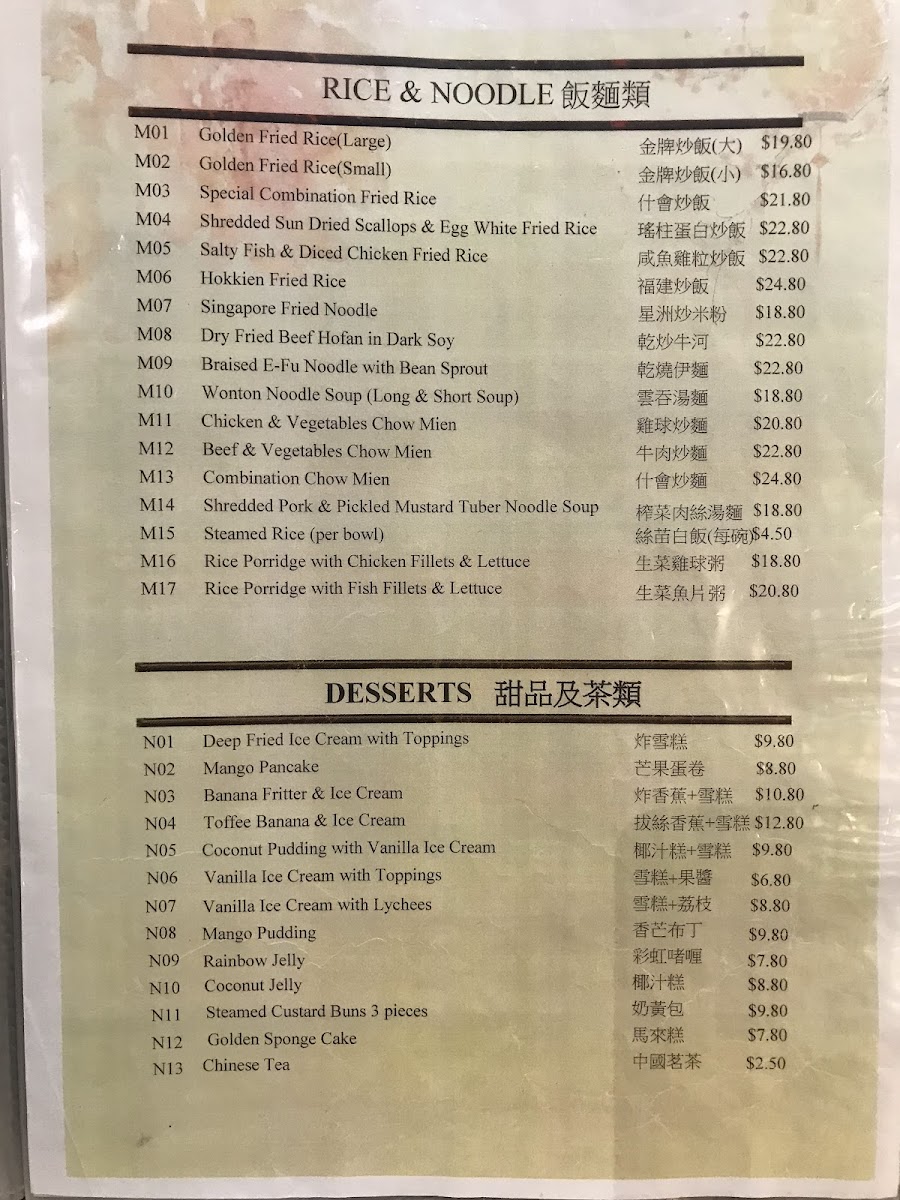 RICE & NOODLE 飯麵類
M01 Golden Fried Rice(Large) 金牌炒飯(大) $19.80
M02 Golden Fried Rice(Small) 金牌炒飯(小) $16.80
M03 Special Combination Fried Rice 什會炒飯 $21.80
M04 Shredded Sun Dried Scallops & Egg White Fried Rice 瑤柱蛋白炒飯 $22.80
M05 Salty Fish & Diced Chicken Fried Rice 咸魚雞粒炒飯 $22.80
M06 Hokkien Fried Rice 福建炒飯 $24.80
M07 Singapore Fried Noodle 星洲炒米粉 $18.80
M08 Dry Fried Beef Hofan in Dark Soy 乾炒牛河 $22.80
M09 Braised E-Fu Noodle with Bean Sprout 乾燒伊麵 $22.80
M10 Wonton Noodle Soup (Long & Short Soup) 雲吞湯麵 $18.80
M11 Chicken & Vegetables Chow Mien 雞球炒麵 $20.80
M12 Beef & Vegetables Chow Mien 牛肉炒麵 $22.80
M13 Combination Chow Mien 什會炒麵 $24.80
M14 Shredded Pork & Pickled Mustard Tuber Noodle Soup 榨菜肉絲湯麵 $18.80
M15 Steamed Rice (per bowl) 絲苗白飯(每碗) $4.50
M16 Rice Porridge with Chicken Fillets & Lettuce 生菜雞球粥 $18.80
M17 Rice Porridge with Fish Fillets & Lettuce 生菜魚片粥 $20.80
DESSERTS 甜品及茶類
N01 Deep Fried Ice Cream with Toppings 炸雪糕 $9.80
N02 Mango Pancake 芒果蛋卷 $8.80
N03 Banana Fritter & Ice Cream 炸香蕉+雪糕 $10.80
N04 Toffee Banana & Ice Cream 拔絲香蕉+雪糕 $12.80
N05 Coconut Pudding with Vanilla Ice Cream 椰汁糕+雪糕 $9.80
N06 Vanilla Ice Cream with Toppings 雪糕+果醬 $6.80
N07 Vanilla Ice Cream with Lychees 雪糕+荔枝 $8.80
N08 Mango Pudding 香芒布丁 $9.80
N09 Rainbow Jelly 彩虹啫喱 $7.80
N10 Coconut Jelly 椰汁糕 $8.80
N11 Steamed Custard Buns 3 pieces 奶黃包 $9.80
N12 Golden Sponge Cake 馬來糕 $7.80
N13 Chinese Tea 中國茗茶 $2.50